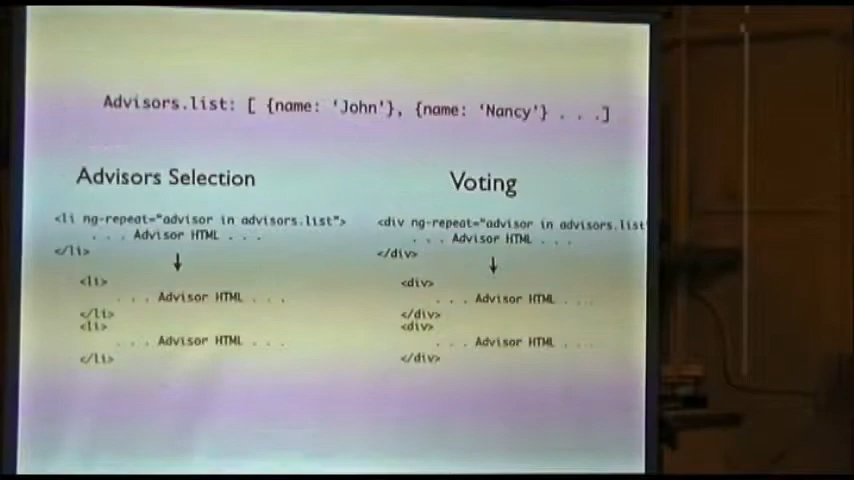 Advisors.list: [ {name: 'John'}, {name: 'Nancy'} . . .]
Advisors Selection
<li ng-repeat="advisor in advisors.list">
. . . Advisor HTML . . .
</li>
<li>
. . . Advisor HTML . . .
</li>
<li>
. . . Advisor HTML . . .
</li>
Voting
<div ng-repeat="advisor in advisors.list"
. . . Advisor HTML . . .
</div>
<div>
. . . Advisor HTML . . .
</div>
<div>
. . . Advisor HTML . . .
</div>